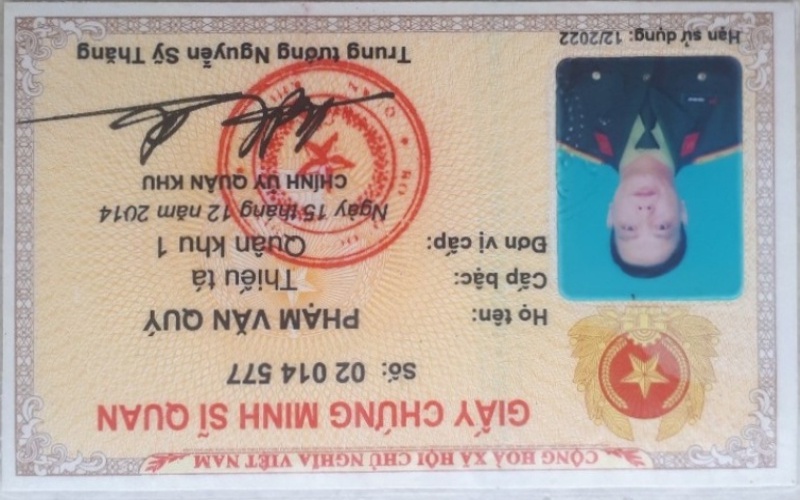 CỘNG HOÀ XÃ HỘI CHỦ NGHĨA VIỆT NAM
GIẤY CHỨNG MINH SĨ QUAN
Số: 02 014 577
Họ tên: PHẠM VĂN QUÝ
Cấp bậc: Thiếu tá
Đơn vị cấp: Quân khu 1
Ngày 15 tháng 12 năm 2014
CHÍNH ỦY QUÂN KHU
Trung tướng Nguyễn Sỹ Thăng
Hạn sử dụng: 12/2022